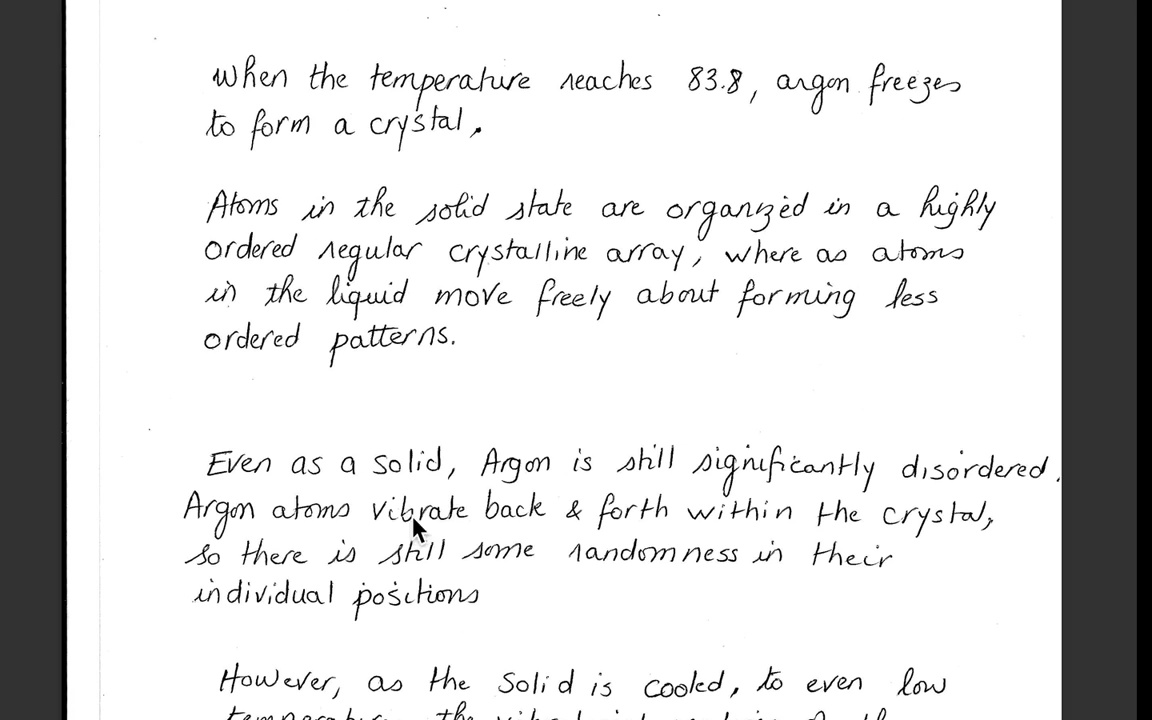 when the temperature reaches 83.8, argon freezes
to form a crystal.
Atoms in the solid state are organized in a highly
ordered regular crystalline array, where as atoms
in the liquid move freely about forming less
ordered patterns.
Even as a solid, Argon is still significantly disordered.
Argon atoms vibrate back & forth within the crystal,
so there is still some randomness in their
individual positions
However, as the Solid is cooled, to even low